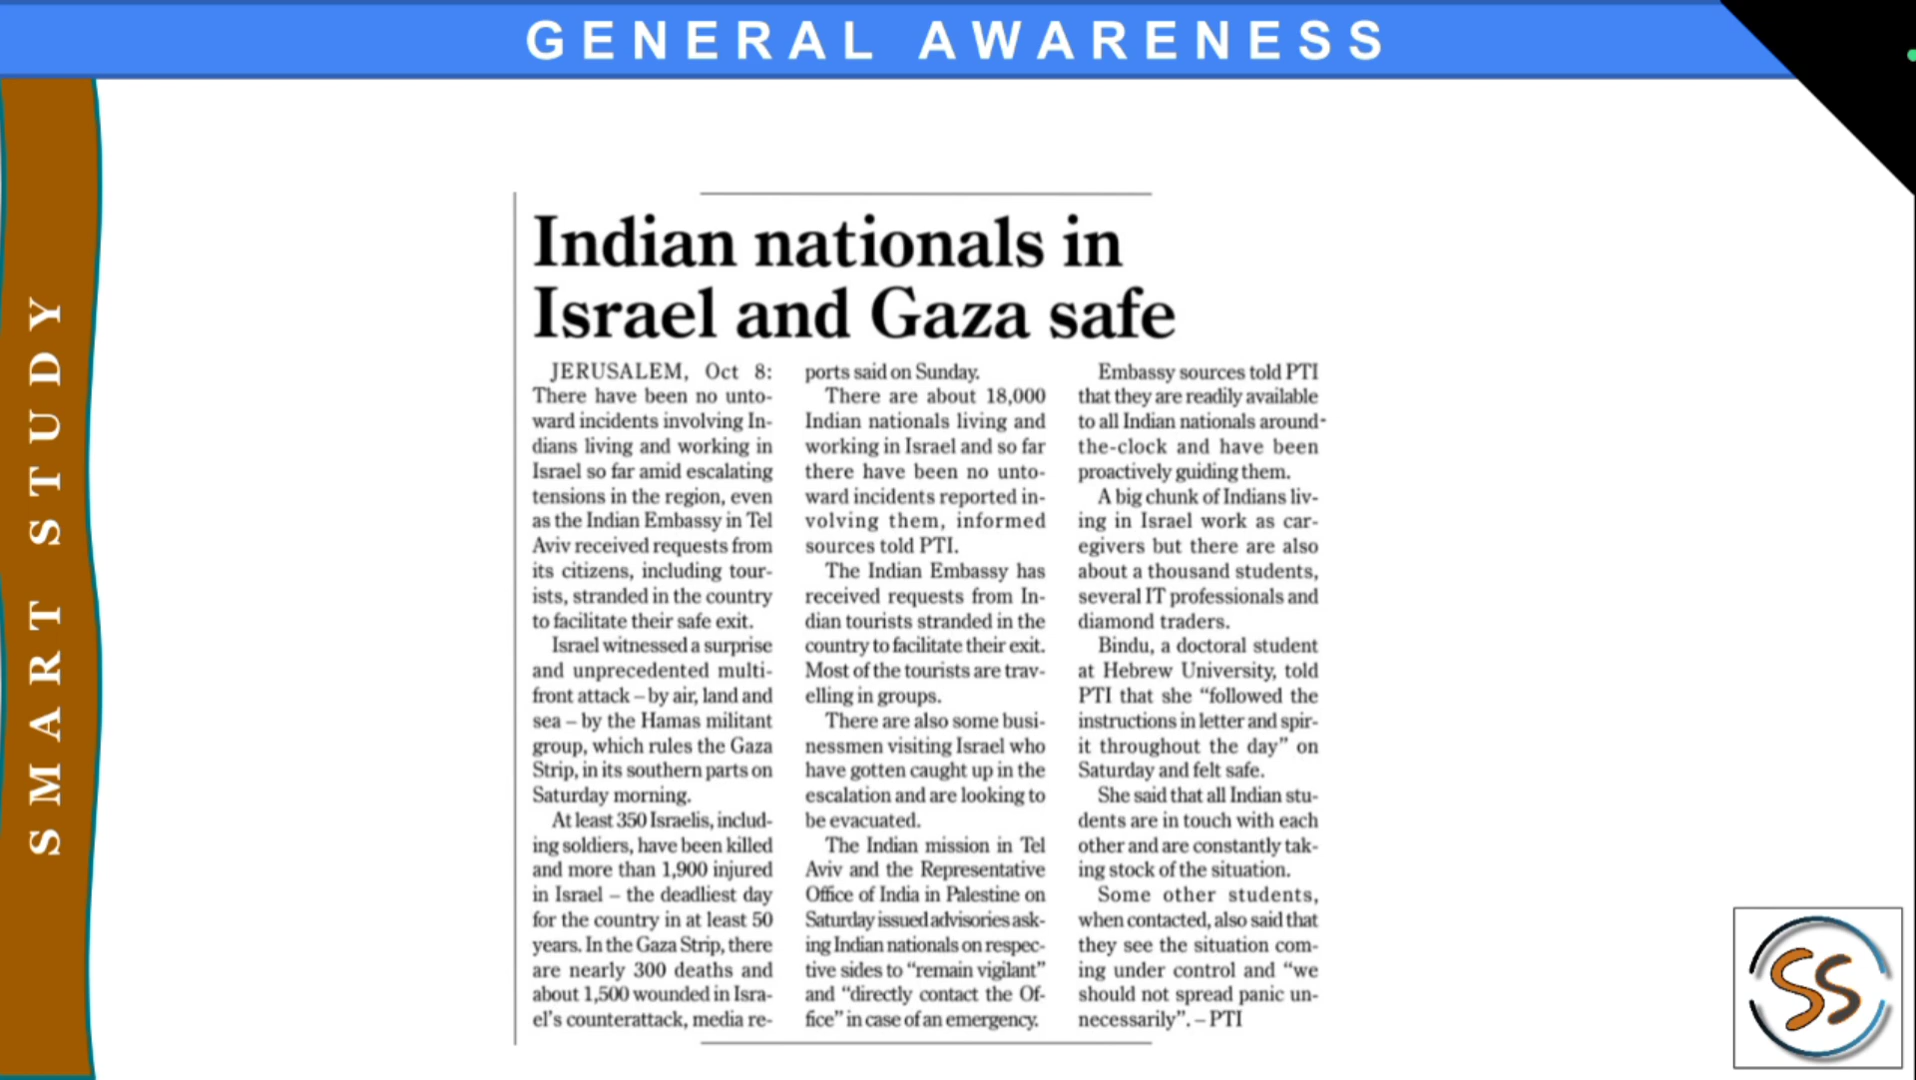 GENERAL AWARENESS
SMART STUDY
Indian nationals in
Israel and Gaza safe
JERUSALEM, Oct 8:
There have been no unto-
ward incidents involving In-
dians living and working in
Israel so far amid escalating
tensions in the region, even
as the Indian Embassy in Tel
Aviv received requests from
its citizens, including tour-
ists, stranded in the country
to facilitate their safe exit.
Israel witnessed a surprise
and unprecedented multi-
front attack – by air, land and
sea – by the Hamas militant
group, which rules the Gaza
Strip, in its southern parts on
Saturday morning.
At least 350 Israelis, includ-
ing soldiers, have been killed
and more than 1,900 injured
in Israel – the deadliest day
for the country in at least 50
years. In the Gaza Strip, there
are nearly 300 deaths and
about 1,500 wounded in Isra-
el's counterattack, media re-
ports said on Sunday.
There are about 18,000
Indian nationals living and
working in Israel and so far
there have been no unto-
ward incidents reported in-
volving them, informed
sources told PTI.
The Indian Embassy has
received requests from In-
dian tourists stranded in the
country to facilitate their exit.
Most of the tourists are trav-
elling in groups.
There are also some busi-
nessmen visiting Israel who
have gotten caught up in the
escalation and are looking to
be evacuated.
The Indian mission in Tel
Aviv and the Representative
Office of India in Palestine on
Saturday issued advisories ask-
ing Indian nationals on respec-
tive sides to “remain vigilant”
and “directly contact the Of-
fice” in case of an emergency.
Embassy sources told PTI
that they are readily available
to all Indian nationals around-
the-clock and have been
proactively guiding them.
A big chunk of Indians liv-
ing in Israel work as car-
egivers but there are also
about a thousand students,
several IT professionals and
diamond traders.
Bindu, a doctoral student
at Hebrew University, told
PTI that she “followed the
instructions in letter and spir-
it throughout the day” on
Saturday and felt safe.
She said that all Indian stu-
dents are in touch with each
other and are constantly tak-
ing stock of the situation.
Some other students,
when contacted, also said that
they see the situation com-
ing under control and “we
should not spread panic un-
necessarily”. – PTI
SS